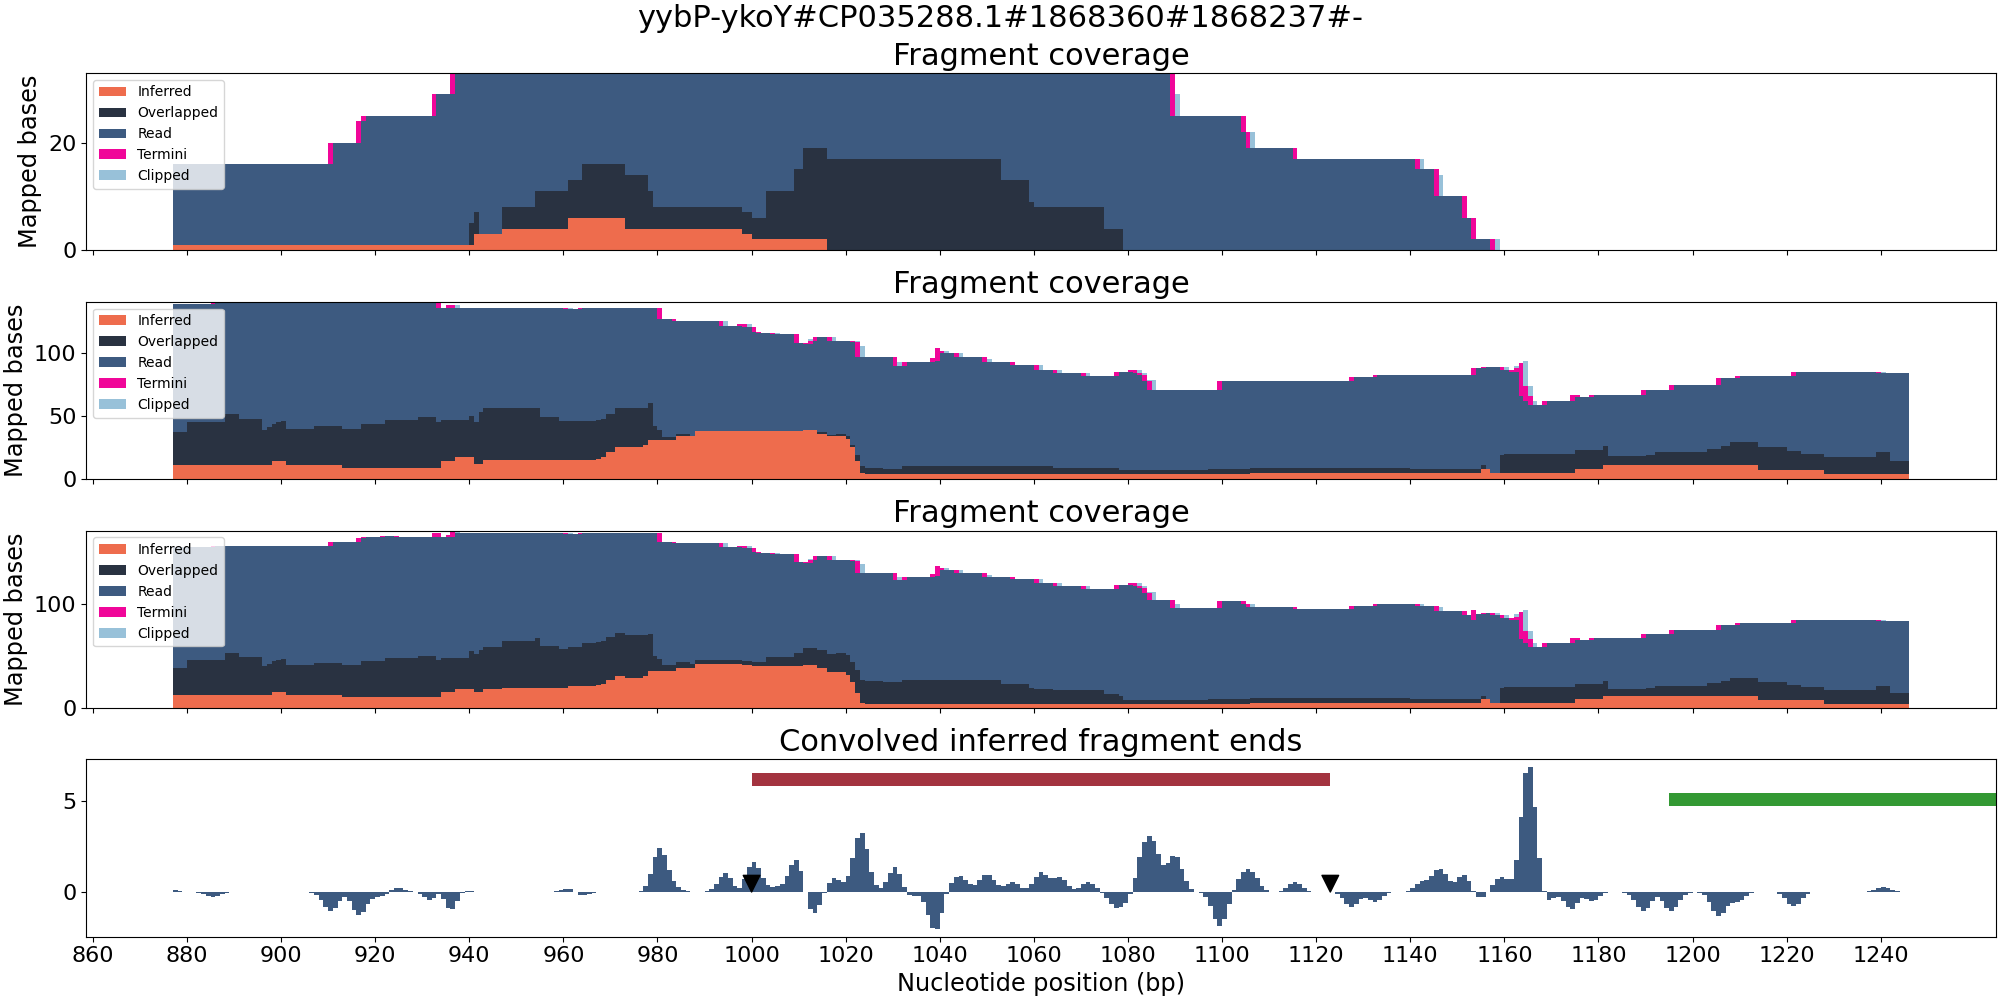 yybP-ykoY#CP035288.1#1868360#1868237#-
Fragment coverage
Mapped bases
20
0
Inferred
Overlapped
Read
Termini
Clipped
Fragment coverage
Mapped bases
100
50
0
Inferred
Overlapped
Read
Termini
Clipped
Fragment coverage
Mapped bases
100
0
Inferred
Overlapped
Read
Termini
Clipped
Convolved inferred fragment ends
5
0
860 880 900 920 940 960 980 1000 1020 1040 1060 1080 1100 1120 1140 1160 1180 1200 1220 1240
Nucleotide position (bp)